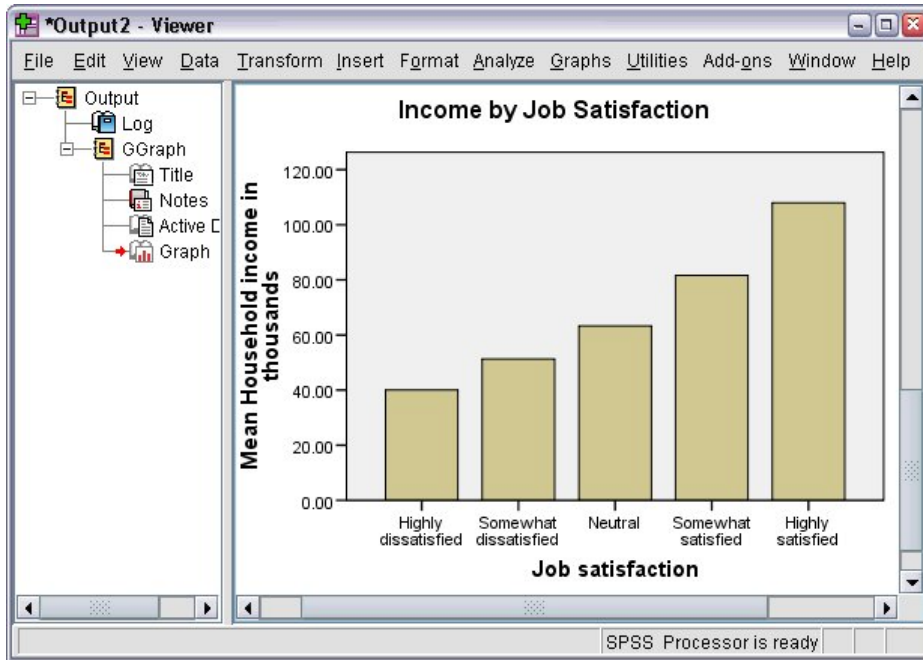 *Output2 - Viewer
File Edit View Data Transform Insert Format Analyze Graphs Utilities Add-ons Window Help
Output
Log
GGraph
Title
Notes
Active D
Graph
Income by Job Satisfaction
Mean Household income in
thousands
120.00
100.00
80.00
60.00
40.00
20.00
0.00
Highly
dissatisfied
Somewhat
dissatisfied
Neutral
Somewhat
satisfied
Highly
satisfied
Job satisfaction
SPSS Processor is ready